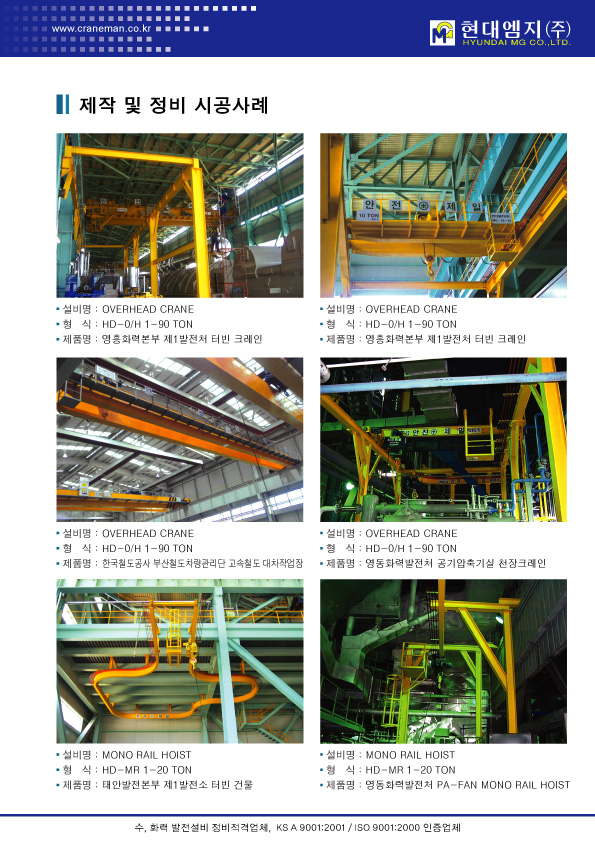 www.craneman.co.kr
현대엠지(주)
HYUNDAI MG CO.,LTD.
제작 및 정비 시공사례
안 전 제 일
10 TON
▪ 설비명 : OVERHEAD CRANE
▪ 형 식 : HD-0/H 1-90 TON
▪ 제품명 : 영흥화력본부 제1발전처 터빈 크레인
▪ 설비명 : OVERHEAD CRANE
▪ 형 식 : HD-0/H 1-90 TON
▪ 제품명 : 영흥화력본부 제1발전처 터빈 크레인
안 전 제 일
▪ 설비명 : OVERHEAD CRANE
▪ 형 식 : HD-0/H 1-90 TON
▪ 제품명 : 한국철도공사 부산철도차량관리단 고속철도 대차작업장
▪ 설비명 : OVERHEAD CRANE
▪ 형 식 : HD-0/H 1-90 TON
▪ 제품명 : 영동화력발전처 공기압축기실 천장크레인
▪ 설비명 : MONO RAIL HOIST
▪ 형 식 : HD-MR 1-20 TON
▪ 제품명 : 태안발전본부 제1발전소 터빈 건물
▪ 설비명 : MONO RAIL HOIST
▪ 형 식 : HD-MR 1-20 TON
▪ 제품명 : 영동화력발전처 PA-FAN MONO RAIL HOIST
수, 화력 발전설비 정비적격업체, KS A 9001:2001 / ISO 9001:2000 인증업체